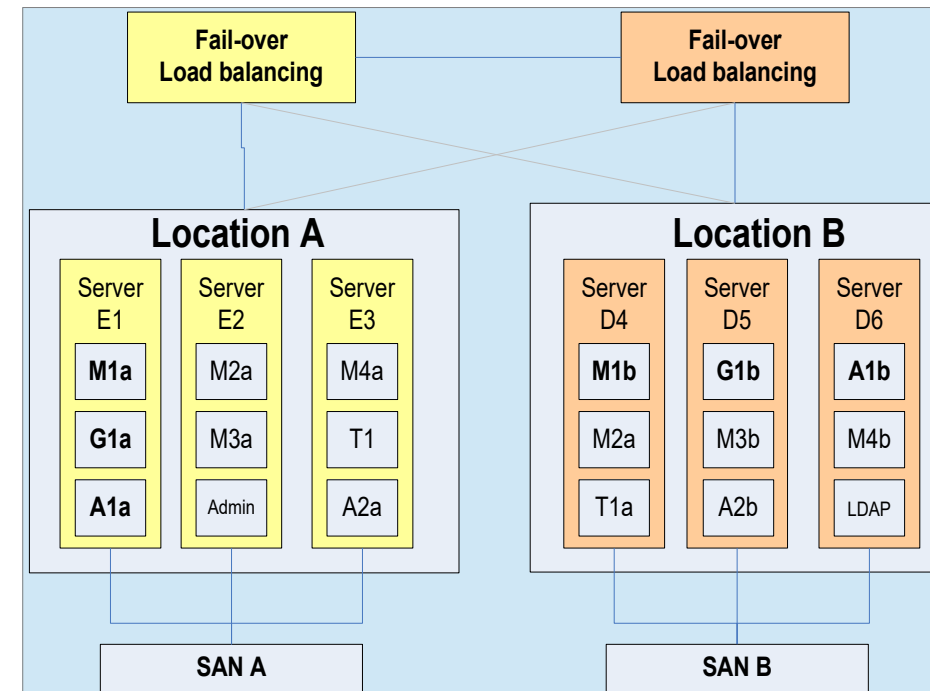 Fail-over
Load balancing
Fail-over
Load balancing
Location A
Server
E1
M1a
G1a
A1a
Server
E2
M2a
M3a
Admin
Server
E3
M4a
T1
A2a
Location B
Server
D4
M1b
M2a
T1a
Server
D5
G1b
M3b
A2b
Server
D6
A1b
M4b
LDAP
SAN A
SAN B